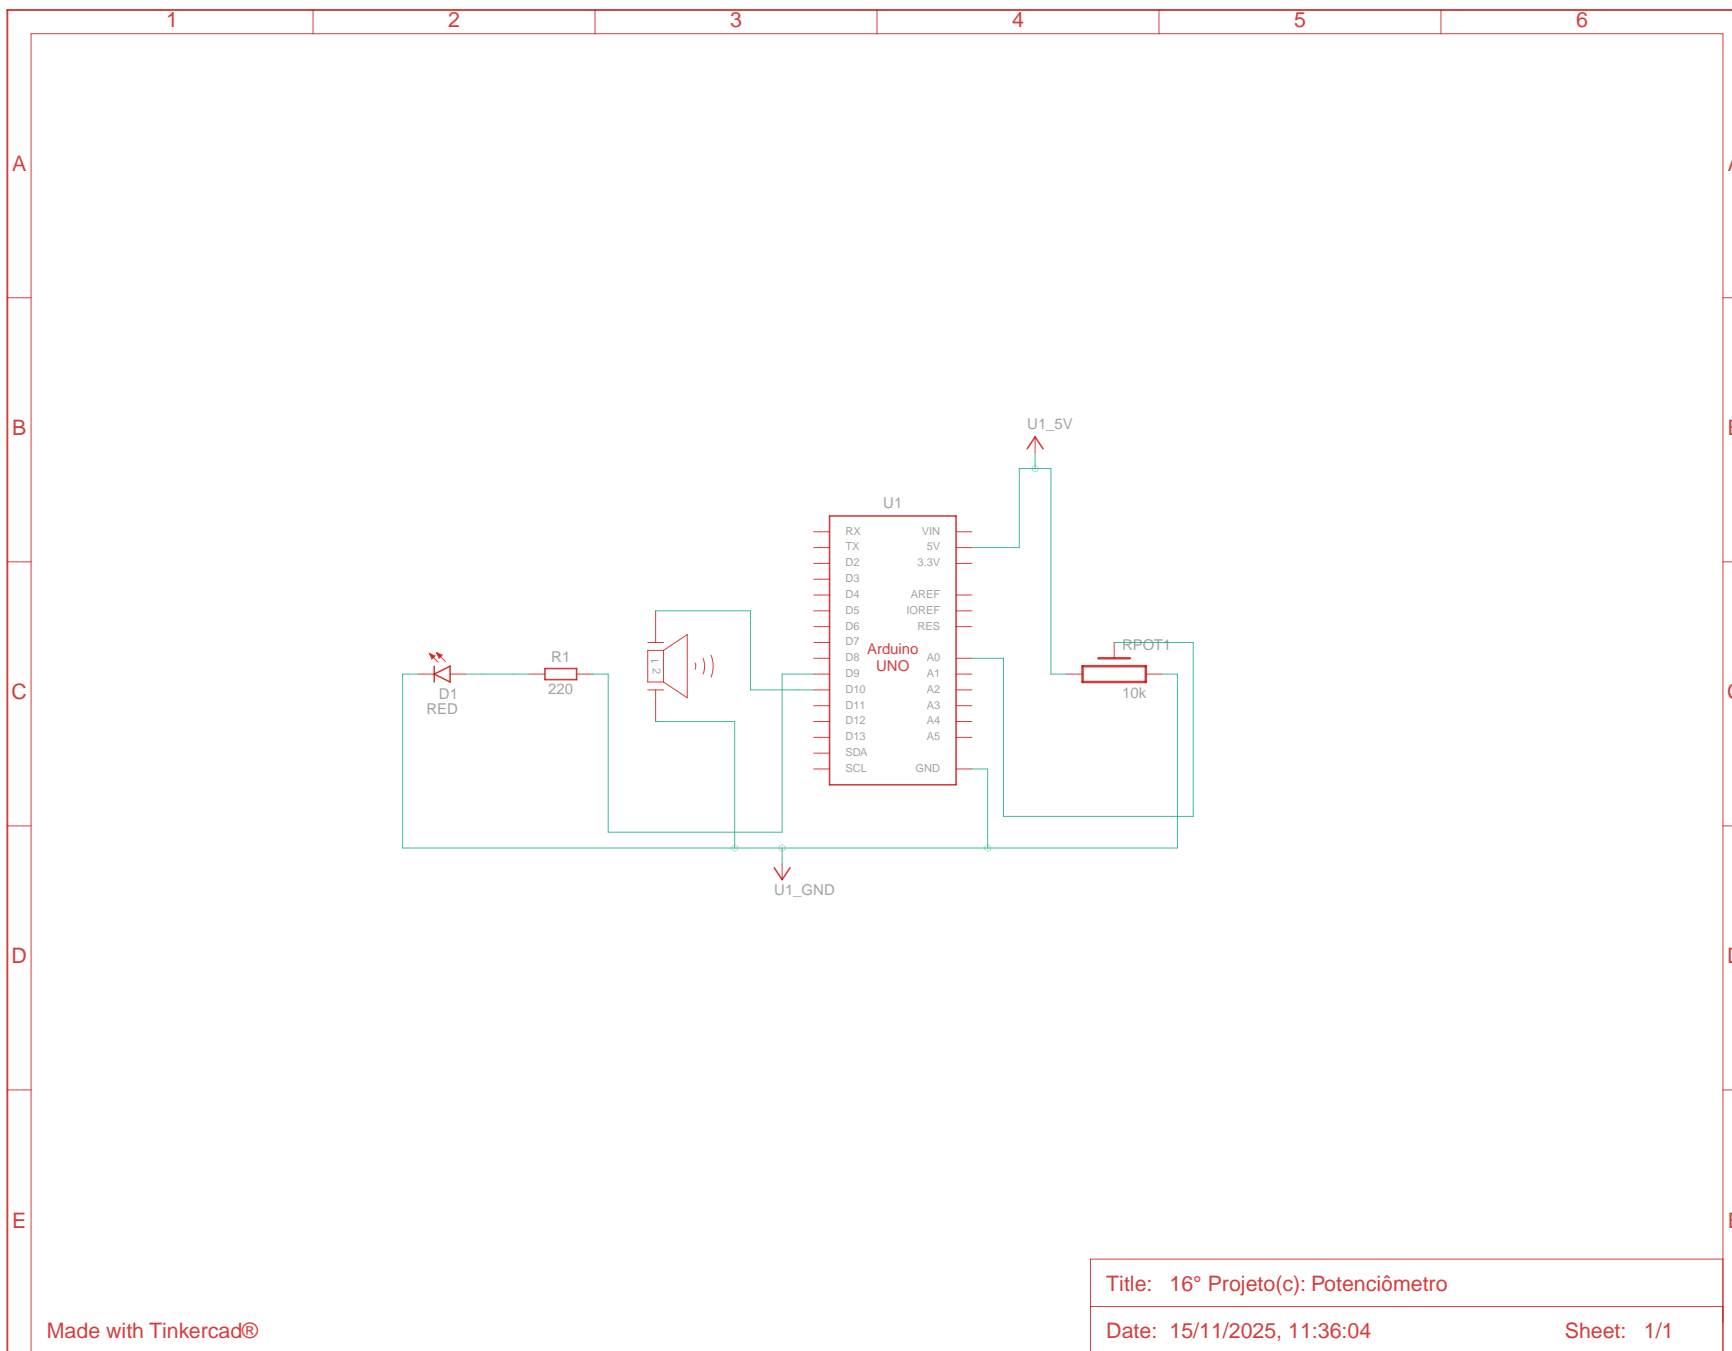 1 2 3 4 5 6
A
B
C
D
E
U1_5V
U1
RX VIN
TX 5V
D2 3.3V
D3
D4 AREF
D5 IOREF
D6 RES
D7
D8 A0
D9 A1
D10 A2
D11 A3
D12 A4
D13 A5
SDA
SCL GND
Arduino
UNO
RPOT1
10k
R1
220
D1
RED
1 2
U1_GND
Title: 16° Projeto(c): Potenciômetro
Made with Tinkercad®
Date: 15/11/2025, 11:36:04 Sheet: 1/1